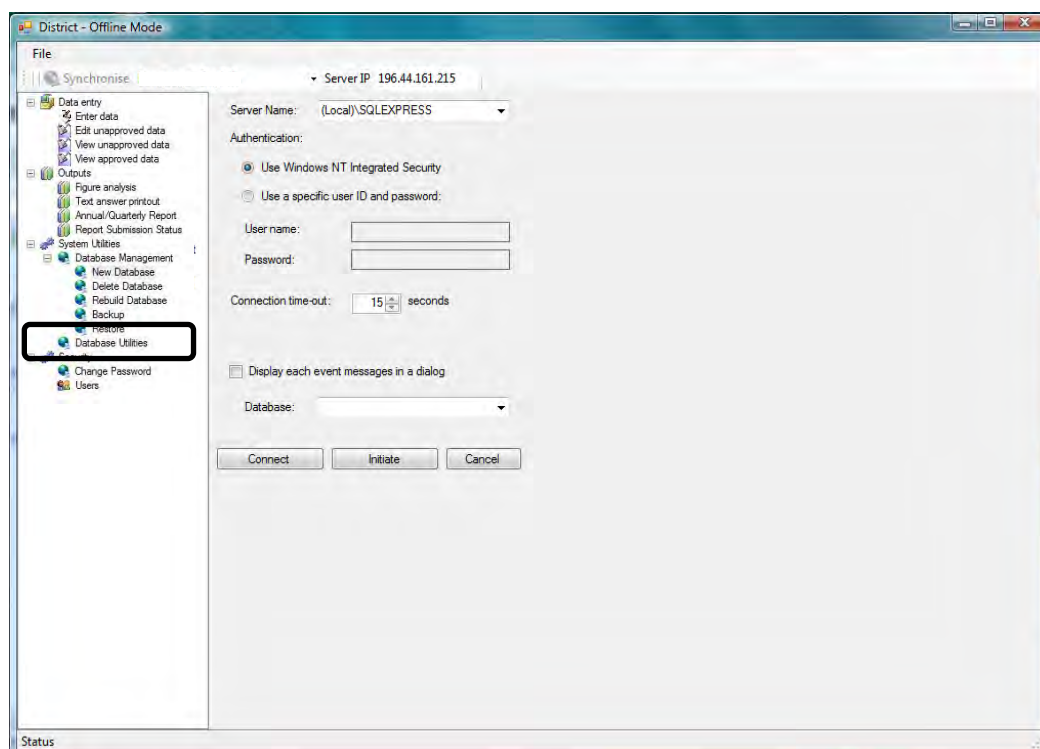 District - Offline Mode
File
Synchronise
Server IP 196.44.161.215
Data entry
Enter data
Edit unapproved data
View unapproved data
View approved data
Outputs
Figure analysis
Text answer printout
Annual/Quarterly Report
Report Submission Status
System Utilities
Database Management
New Database
Delete Database
Rebuild Database
Backup
Restore
Database Utilities
Security
Change Password
Users
Server Name: (Local)\SQLEXPRESS
Authentication:
Use Windows NT Integrated Security
Use a specific user ID and password:
User name:
Password:
Connection time-out: 15 seconds
Display each event messages in a dialog
Database:
Connect Initiate Cancel
Status